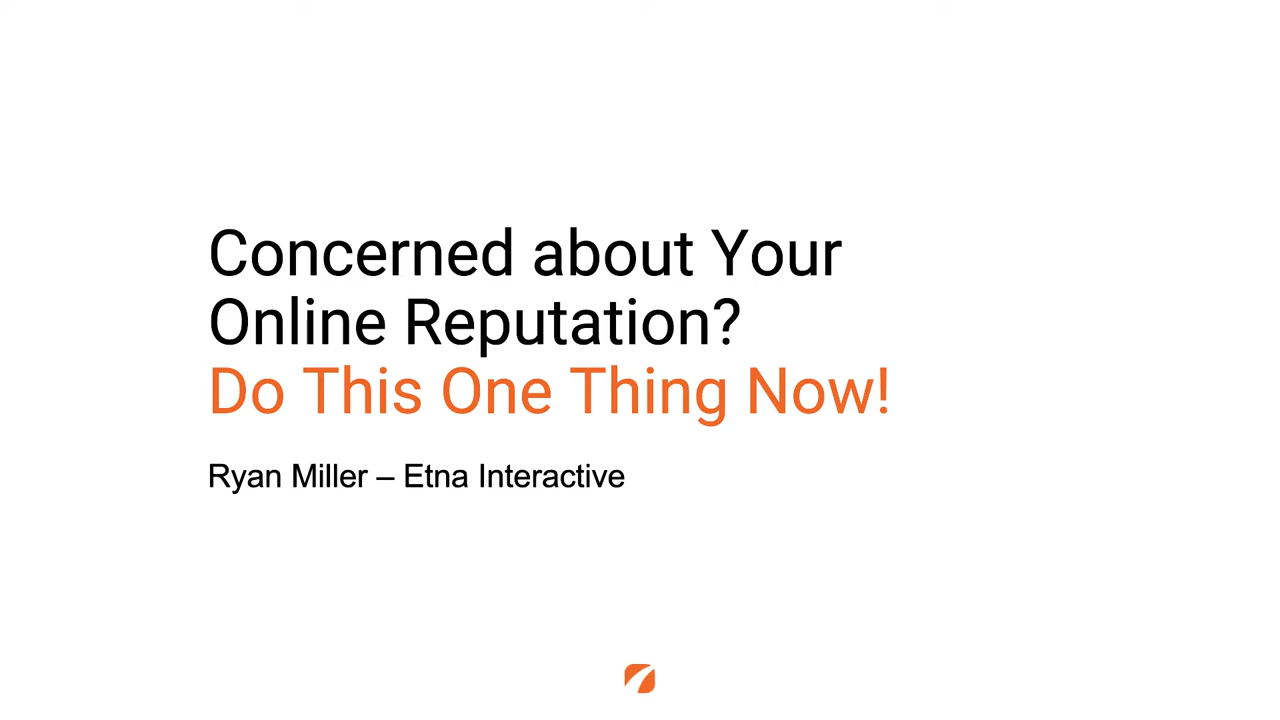 Concerned about Your
Online Reputation?
Do This One Thing Now!
Ryan Miller – Etna Interactive